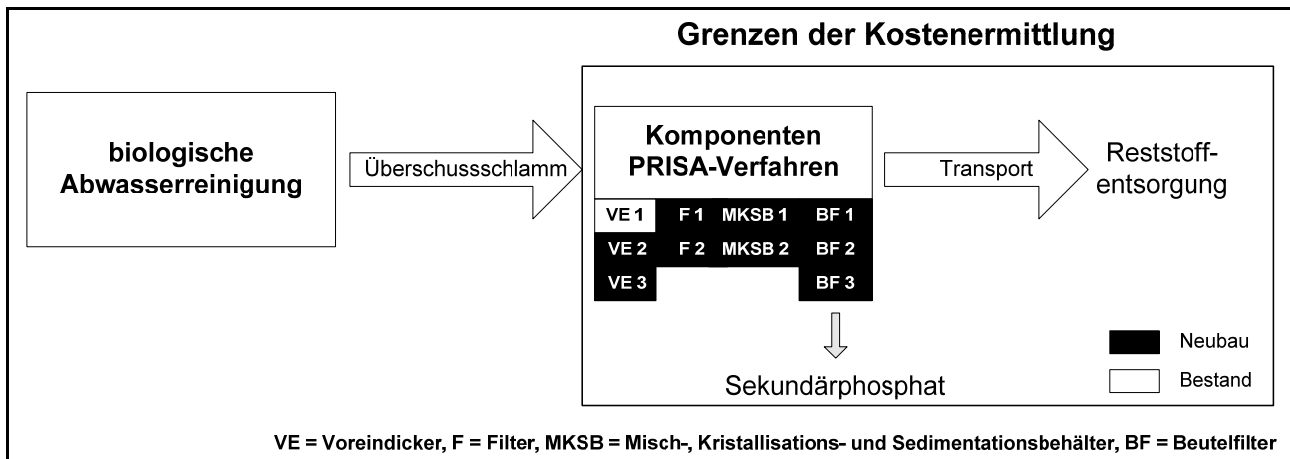 Grenzen der Kostenermittlung
biologische
Abwasserreinigung
Überschussschlamm
Komponenten
PRISA-Verfahren
VE 1 F 1 MKSB 1 BF 1
VE 2 F 2 MKSB 2 BF 2
VE 3 BF 3
Transport
Reststoff-
entsorgung
Sekundärphosphat
Neubau
Bestand
VE = Voreindicker, F = Filter, MKSB = Misch-, Kristallisations- und Sedimentationsbehälter, BF = Beutelfilter